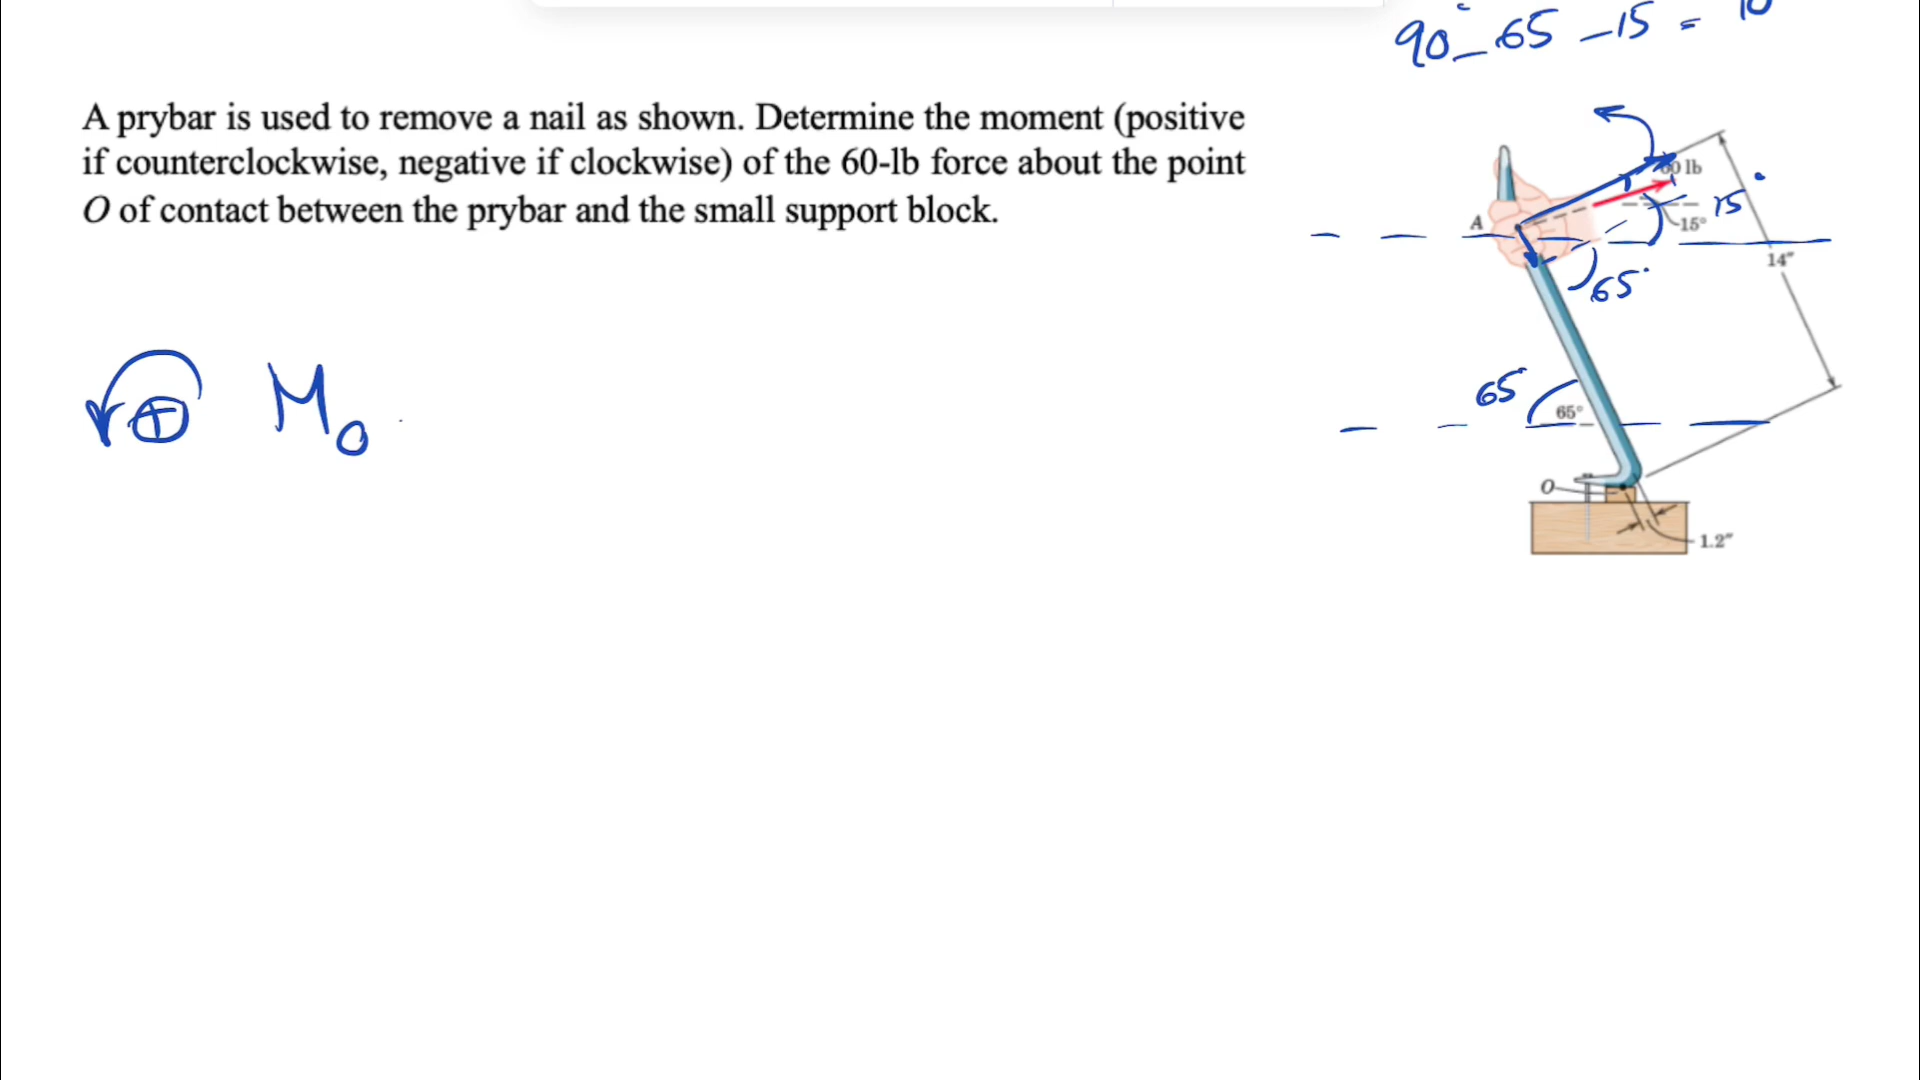 90° - 65 - 15 = 10
A prybar is used to remove a nail as shown. Determine the moment (positive
if counterclockwise, negative if clockwise) of the 60-lb force about the point
O of contact between the prybar and the small support block.
lb
15°
A
15°
14"
65°
+ M₀
65°
65°
O
1.2"